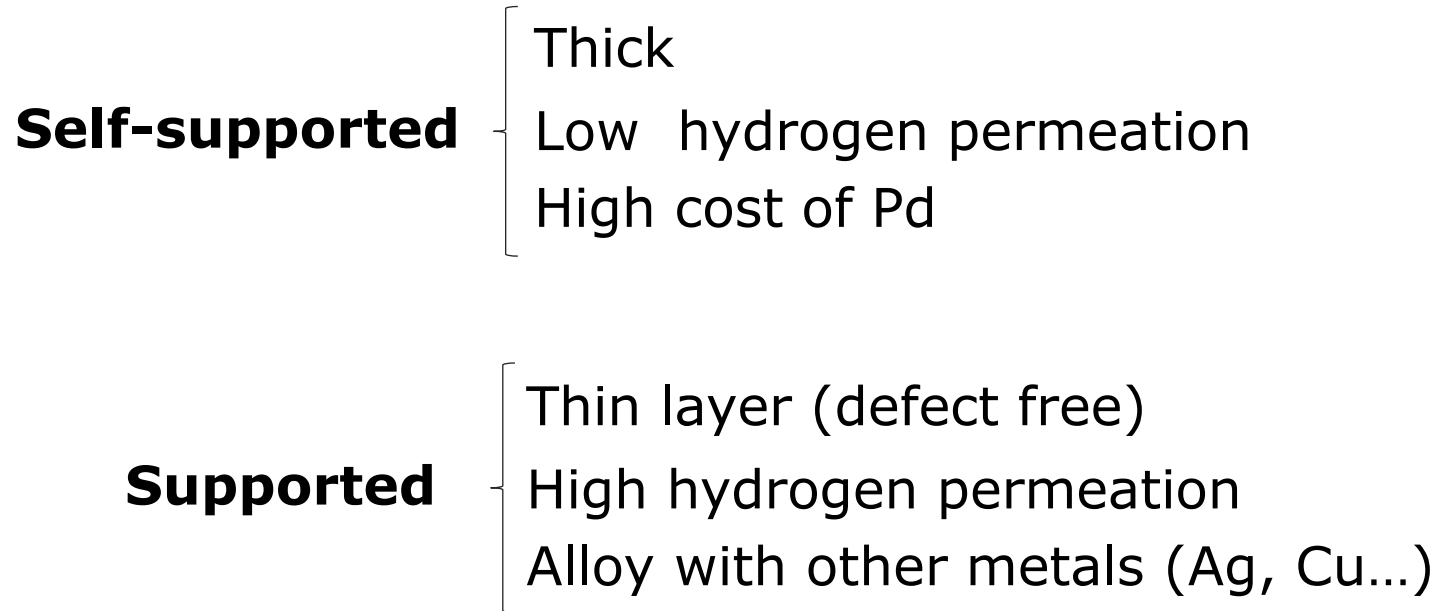 Thick
Self-supported
Low hydrogen permeation
High cost of Pd
Thin layer (defect free)
Supported
High hydrogen permeation
Alloy with other metals (Ag, Cu…)